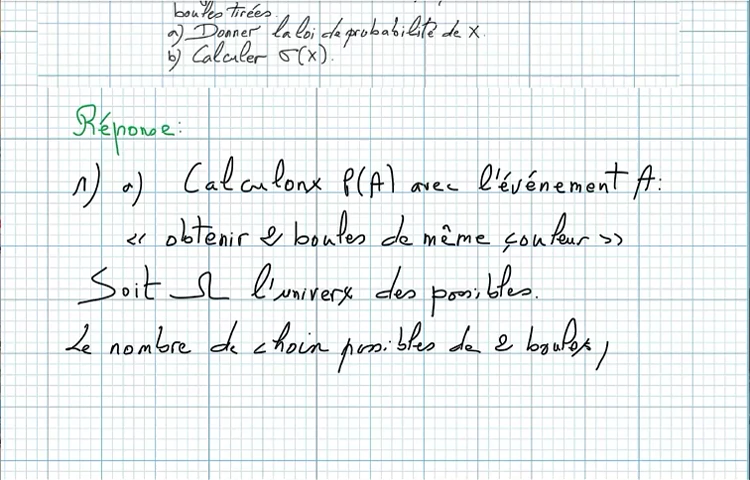 boules tirées.
a) Donner la loi de probabilité de X.
b) Calculer σ(X).
Réponse:
1) a) Calculons P(A) avec l'événement A:
« obtenir 2 boules de même couleur »
Soit Ω l'univers des possibles.
Le nombre de choix possibles de 2 boules,